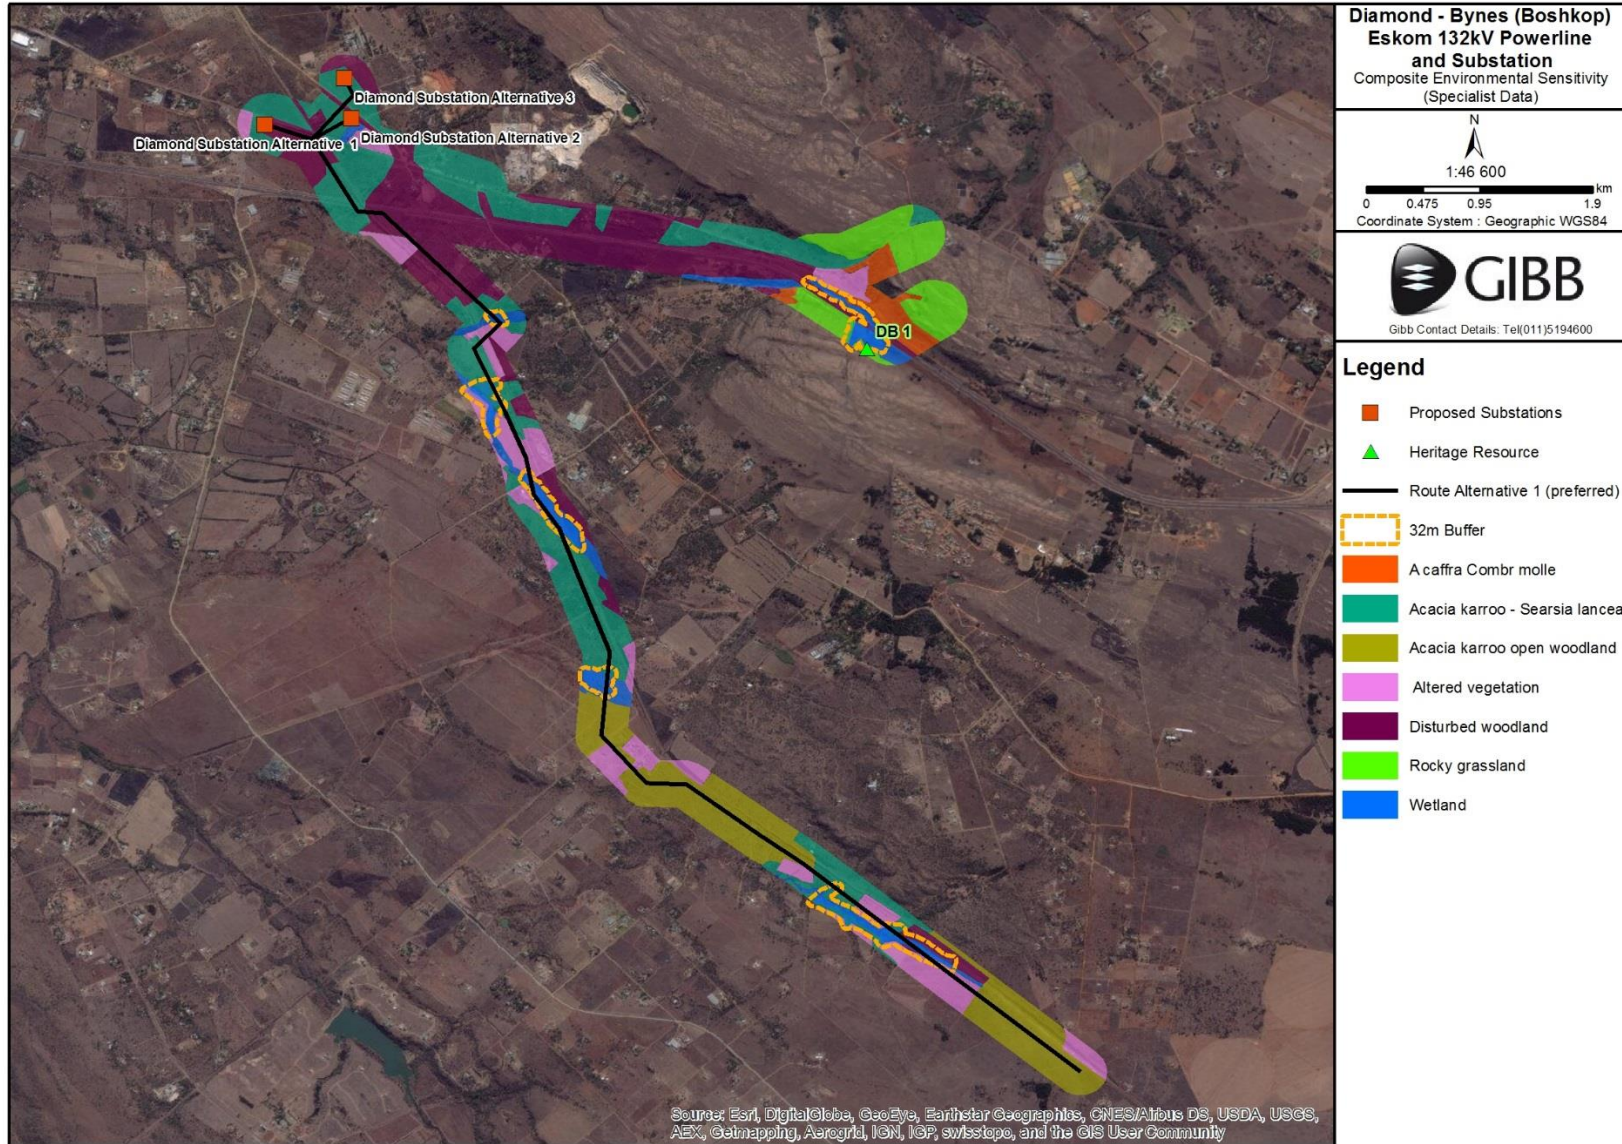 Diamond - Bynes (Boshkop)
Eskom 132kV Powerline
and Substation
Composite Environmental Sensitivity
(Specialist Data)
N
1:46 600
km
0 0.475 0.95 1.9
Coordinate System : Geographic WGS84
GIBB
Gibb Contact Details: Tel(011)5194600
Legend
Proposed Substations
Heritage Resource
Route Alternative 1 (preferred)
32m Buffer
A caffra Combr molle
Acacia karroo - Searsia lancea
Acacia karroo open woodland
Altered vegetation
Disturbed woodland
Rocky grassland
Wetland
Diamond Substation Alternative 3
Diamond Substation Alternative 2
Diamond Substation Alternative 1
DB 1
Source: Esri, DigitalGlobe, GeoEye, Earthstar Geographics, CNES/Airbus DS, USDA, USGS,
AEX, Getmapping, Aerogrid, IGN, IGP, swisstopo, and the GIS User Community